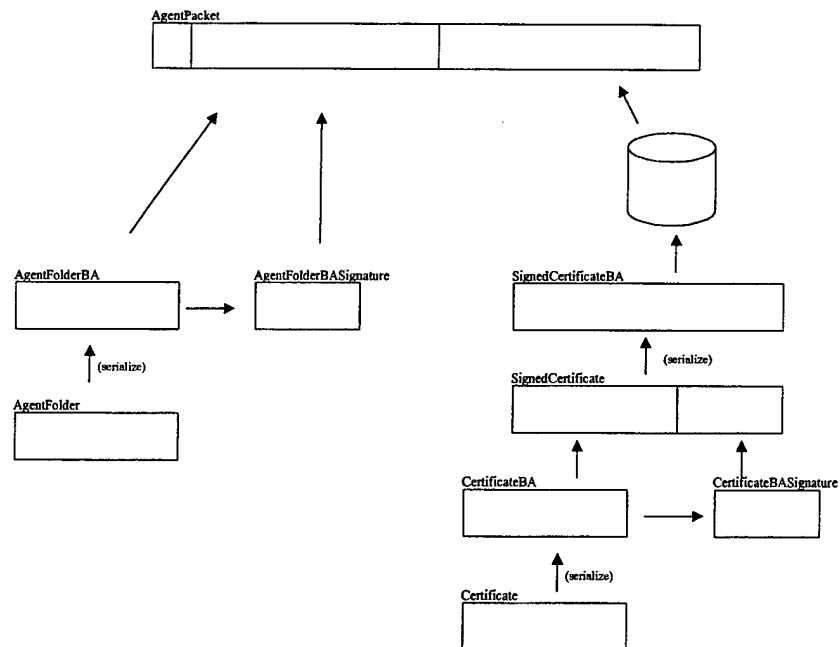 AgentPacket
AgentFolderBA
AgentFolderBASignature
SignedCertificateBA
(serialize)
(serialize)
AgentFolder
SignedCertificate
CertificateBA
CertificateBASignature
(serialize)
Certificate